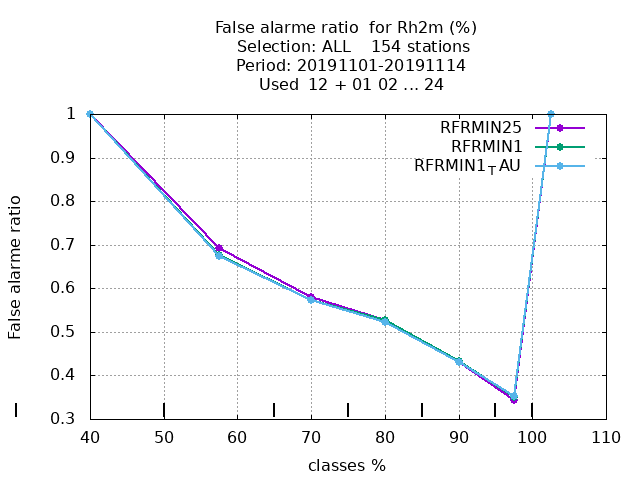 False alarme ratio  for Rh2m (%)
Selection: ALL    154 stations
Period: 20191101-20191114
Used  12 + 01 02 ... 24
RFRMIN25
RFRMIN1
RFRMIN1TAU
1
0.9
0.8
0.7
0.6
0.5
0.4
0.3
False alarme ratio
40 50 60 70 80 90 100 110
classes %